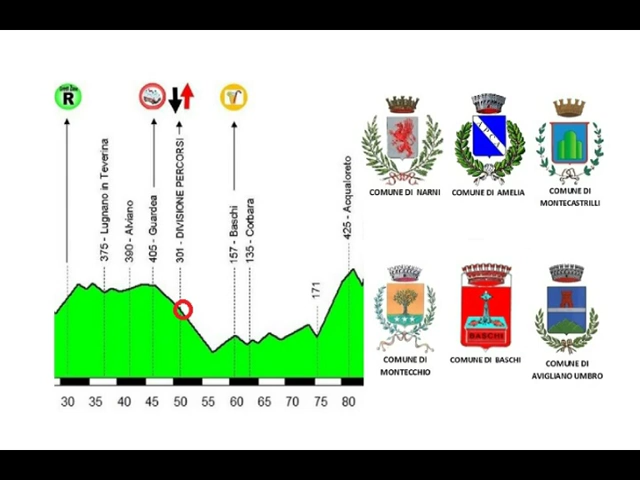 R
375 - Lugnano in Teverina
390 - Alviano
405 - Guardea
301 - DIVISIONE PERCORSI
157 - Baschi
135 - Corbara
171
425 - Acqualoreto
30 35 40 45 50 55 60 65 70 75 80
APCA
COMUNE DI NARNI
COMUNE DI AMELIA
COMUNE DI
MONTECASTRILLI
BASCHI
COMUNE DI
MONTECCHIO
COMUNE DI BASCHI
COMUNE DI
AVIGLIANO UMBRO